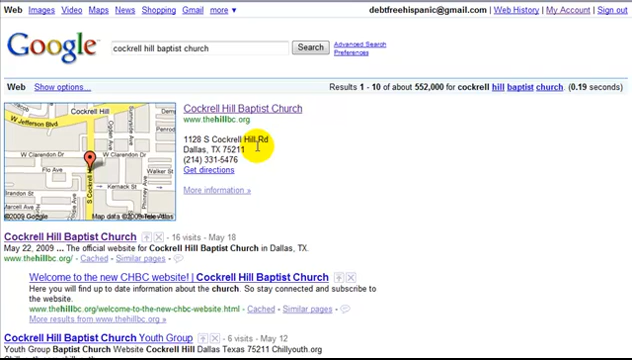 Web Images Video Maps News Shopping Gmail more ▼ debtfreehispanic@gmail.com | Web History | My Account | Sign out
Google™ cockrell hill baptist church Search Advanced Search
Preferences
Web Show options... Results 1 - 10 of about 552,000 for cockrell hill baptist church. (0.19 seconds)
Cockrell Hill Baptist Church
www.thehillbc.org
1128 S Cockrell Hill Rd
Dallas, TX 75211
(214) 331-5476
Get directions
More information »
Cockrell Hill
W Jefferson Blvd
W Clarendon Dr W Clarendon Dr
Flo Ave
Walker St
Kamack St
Brandon St
S Cockrell
©2009 Google Map data ©2009 Tele Atlas
Cockrell Hill Baptist Church - 16 visits - May 18
May 22, 2009 ... The official website for Cockrell Hill Baptist Church in Dallas, TX.
www.thehillbc.org/ - Cached - Similar pages -
Welcome to the new CHBC website! | Cockrell Hill Baptist Church
Here you will find up to date information about the church. So stay connected and subscribe to
the website.
www.thehillbc.org/welcome-to-the-new-chbc-website.html - Cached - Similar pages -
More results from www.thehillbc.org »
Cockrell Hill Baptist Church Youth Group - 6 visits - May 12
Youth Group Baptist Church Website Cockrell Hill Dallas Texas 75211 Chillyouth.org